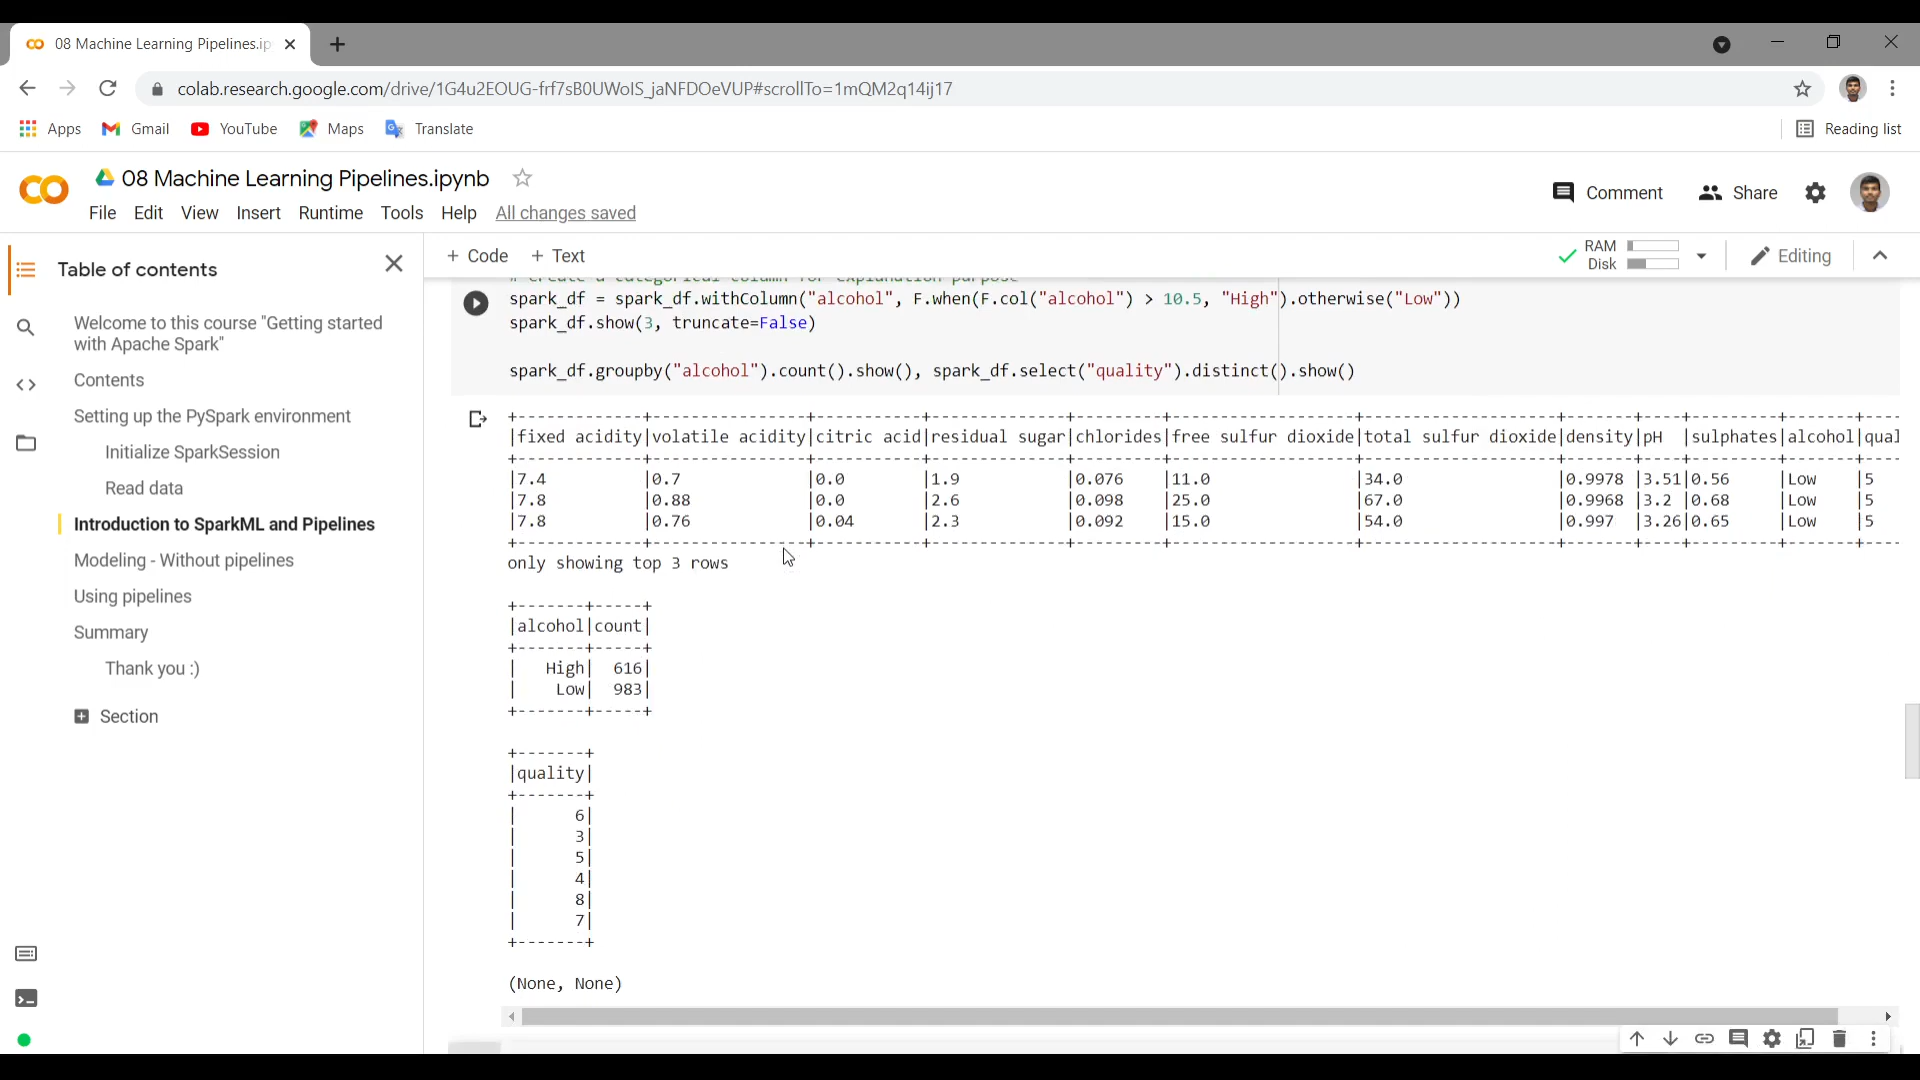 08 Machine Learning Pipelines.ip
colab.research.google.com/drive/1G4u2EOUG-frf7sB0UWolS_jaNFDOeVUP#scrollTo=1mQM2q14ij17
Apps Gmail YouTube Maps Translate Reading list
08 Machine Learning Pipelines.ipynb
Comment Share
File Edit View Insert Runtime Tools Help All changes saved
Table of contents
+ Code + Text
RAM
Disk
Editing
Welcome to this course "Getting started
with Apache Spark"
Contents
Setting up the PySpark environment
Initialize SparkSession
Read data
Introduction to SparkML and Pipelines
Modeling - Without pipelines
Using pipelines
Summary
Thank you :)
Section
# Create a categorical column for explanation purpose
spark_df = spark_df.withColumn("alcohol", F.when(F.col("alcohol") > 10.5, "High").otherwise("Low"))
spark_df.show(3, truncate=False)
spark_df.groupby("alcohol").count().show(), spark_df.select("quality").distinct().show()
+-------------+----------------+-----------+--------------+---------+-------------------+--------------------+-------+----+---------+-------+----
|fixed acidity|volatile acidity|citric acid|residual sugar|chlorides|free sulfur dioxide|total sulfur dioxide|density|pH |sulphates|alcohol|qual
+-------------+----------------+-----------+--------------+---------+-------------------+--------------------+-------+----+---------+-------+----
|7.4 |0.7 |0.0 |1.9 |0.076 |11.0 |34.0 |0.9978 |3.51|0.56 |Low |5
|7.8 |0.88 |0.0 |2.6 |0.098 |25.0 |67.0 |0.9968 |3.2 |0.68 |Low |5
|7.8 |0.76 |0.04 |2.3 |0.092 |15.0 |54.0 |0.997 |3.26|0.65 |Low |5
+-------------+----------------+-----------+--------------+---------+-------------------+--------------------+-------+----+---------+-------+----
only showing top 3 rows
+-------+-----+
|alcohol|count|
+-------+-----+
| High| 616|
| Low| 983|
+-------+-----+
+-------+
|quality|
+-------+
| 6|
| 3|
| 5|
| 4|
| 8|
| 7|
+-------+
(None, None)